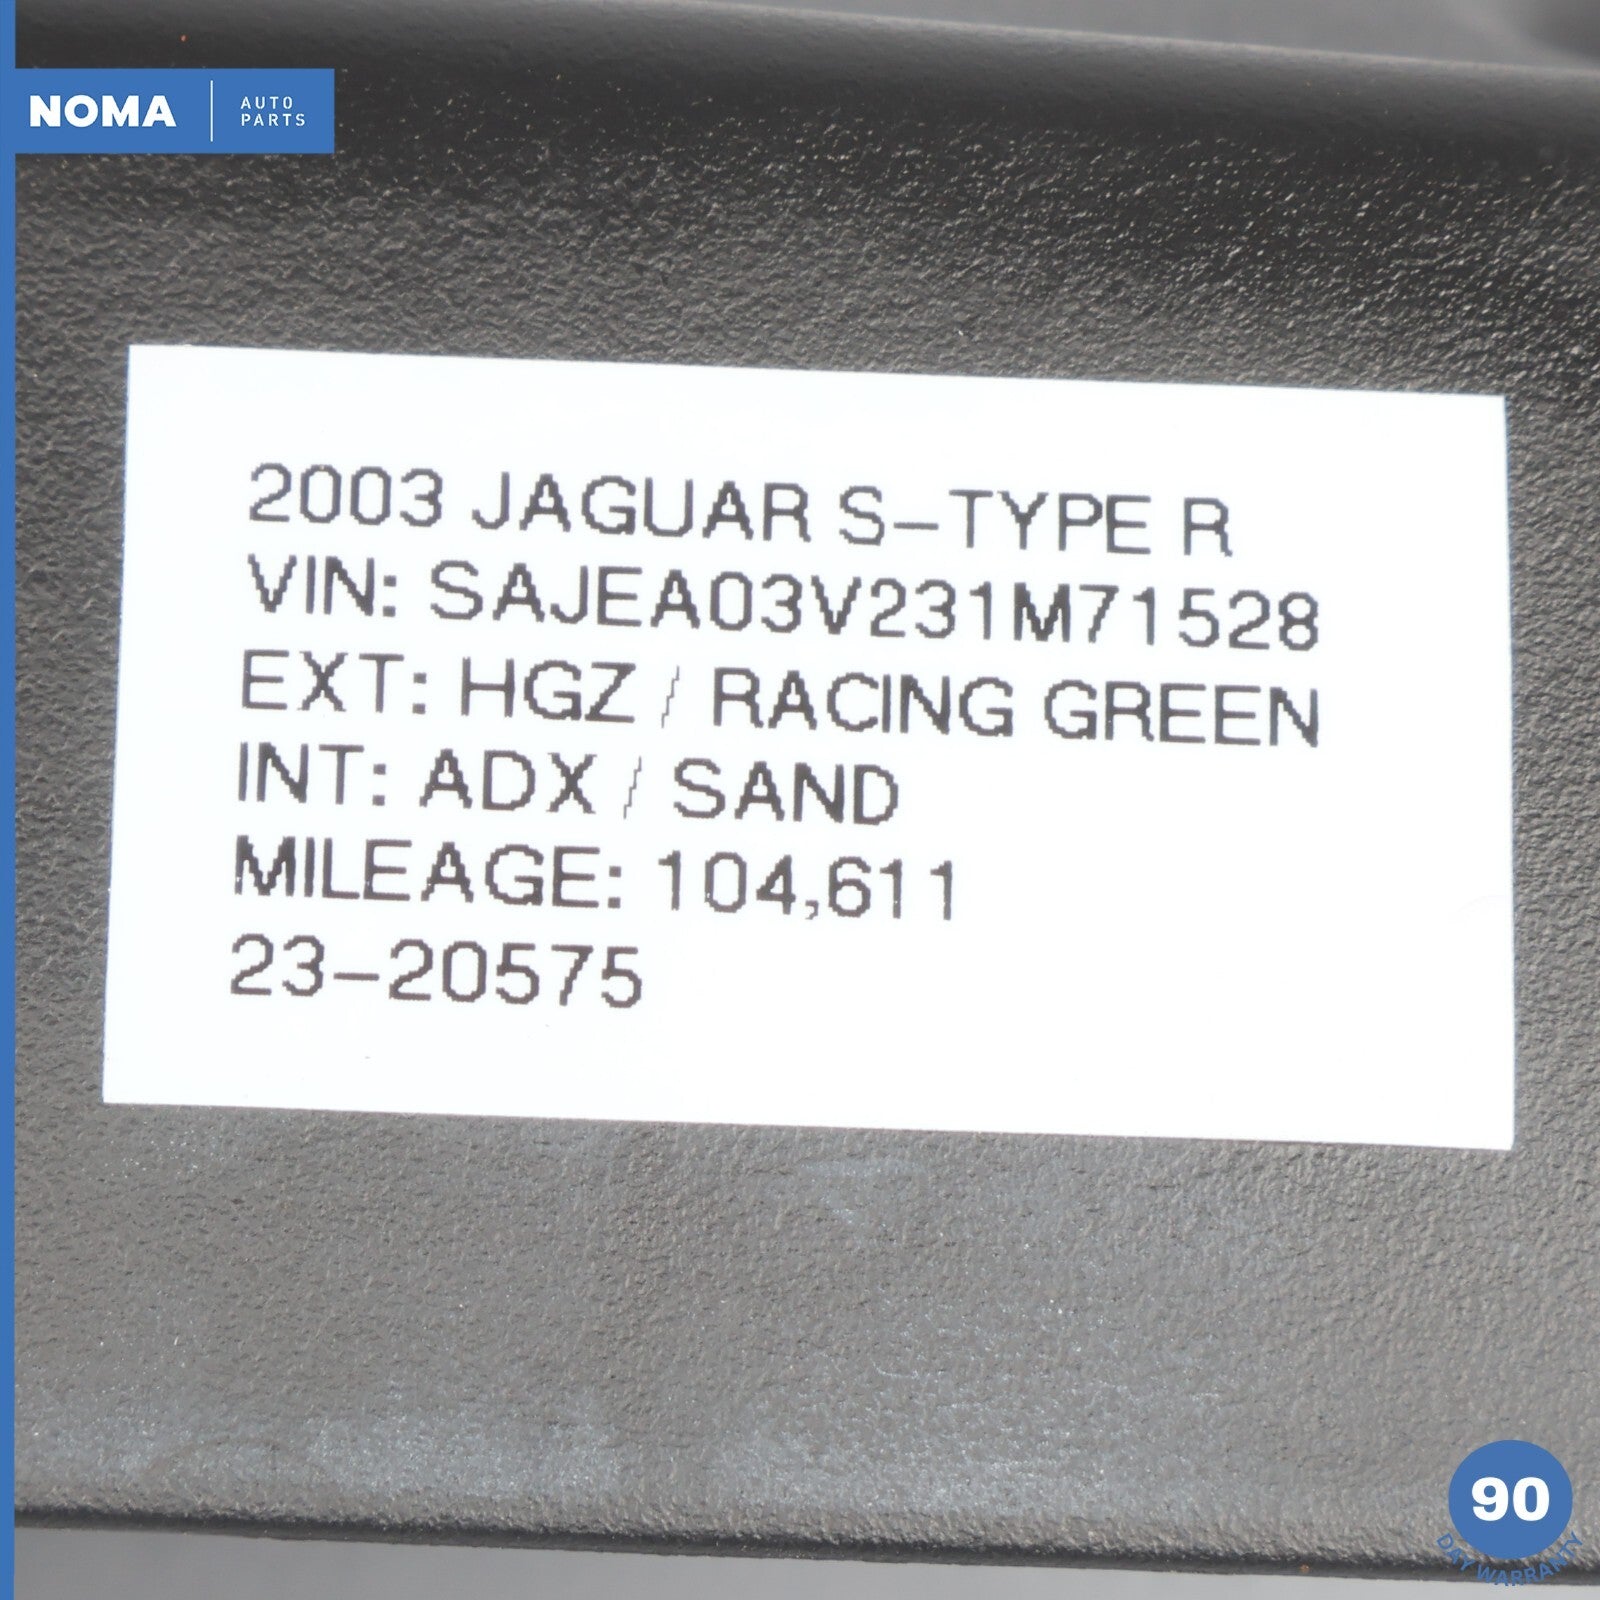 NOMA
AUTO
PARTS
2003 JAGUAR S-TYPE R
VIN: SAJEA03V231M71528
EXT: HGZ / RACING GREEN
INT: ADX / SAND
MILEAGE: 104,611
23-20575
90
DAY WARRANTY